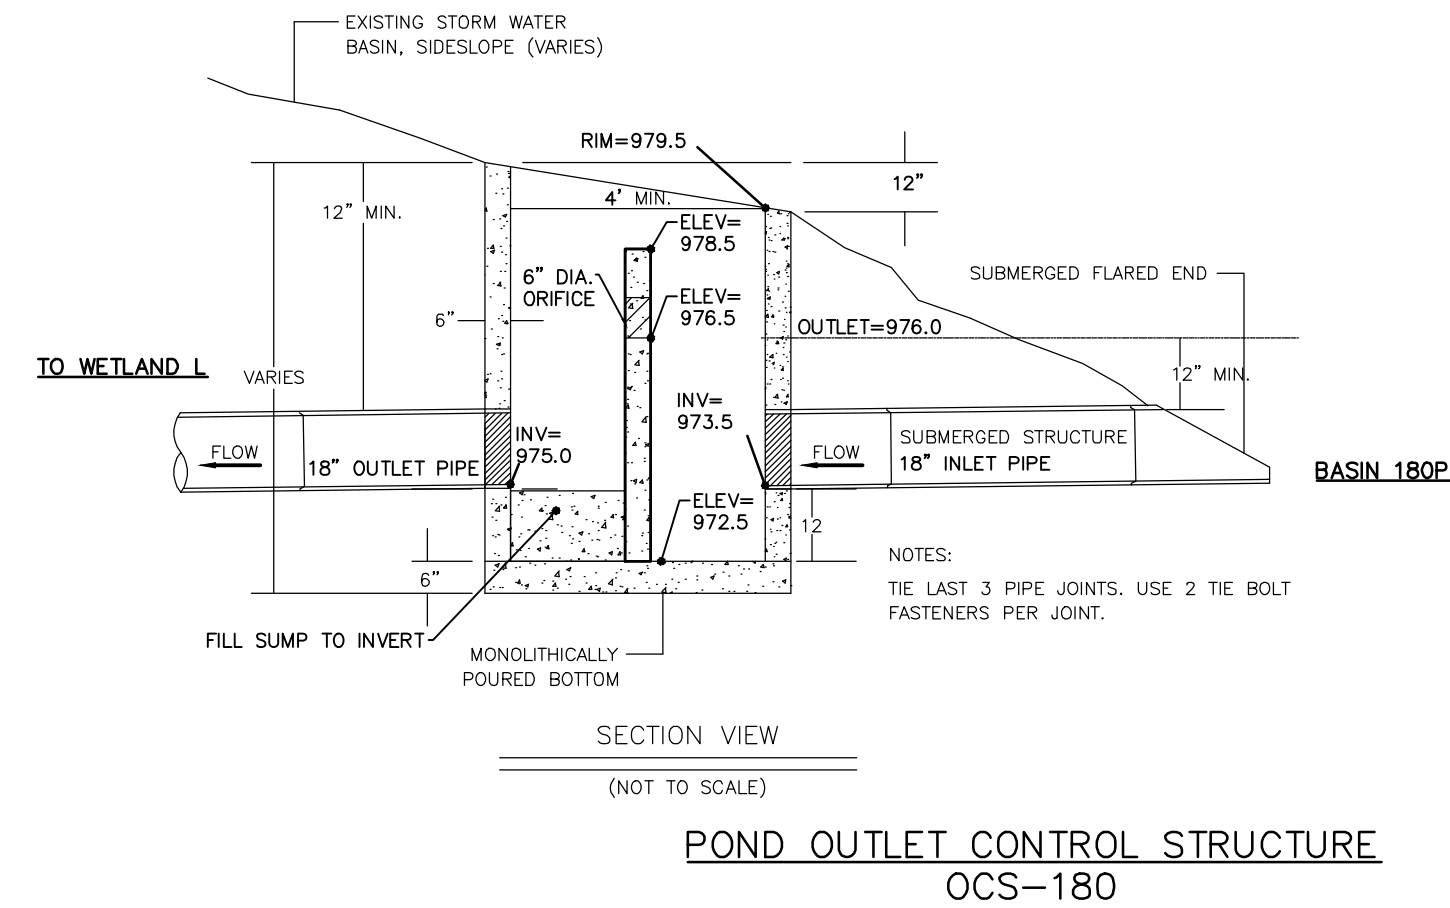 EXISTING STORM WATER
BASIN, SIDESLOPE (VARIES)
RIM=979.5
12"
4' MIN.
12" MIN.
ELEV=
978.5
6" DIA.
ORIFICE
ELEV=
976.5
SUBMERGED FLARED END
6"
OUTLET=976.0
TO WETLAND L
VARIES
12" MIN.
INV=
973.5
INV=
975.0
FLOW
18" OUTLET PIPE
FLOW
SUBMERGED STRUCTURE
18" INLET PIPE
BASIN 180P
ELEV=
972.5
12
6"
NOTES:
TIE LAST 3 PIPE JOINTS. USE 2 TIE BOLT
FASTENERS PER JOINT.
FILL SUMP TO INVERT
MONOLITHICALLY
POURED BOTTOM
SECTION VIEW
(NOT TO SCALE)
POND OUTLET CONTROL STRUCTURE
OCS-180